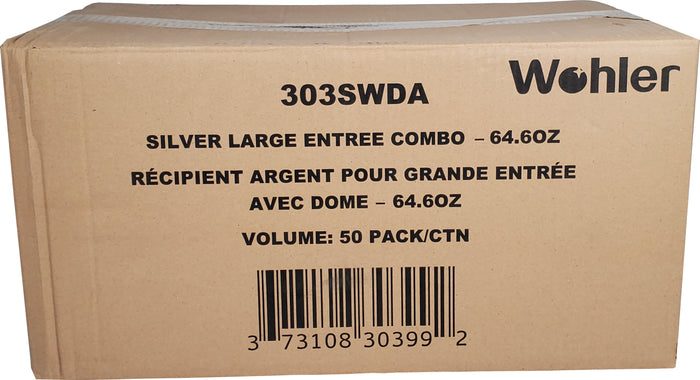 Wohler
303SWDA
SILVER LARGE ENTREE COMBO – 64.6OZ
RÉCIPIENT ARGENT POUR GRANDE ENTRÉE
AVEC DOME – 64.6OZ
VOLUME: 50 PACK/CTN
3 73108 30399 2